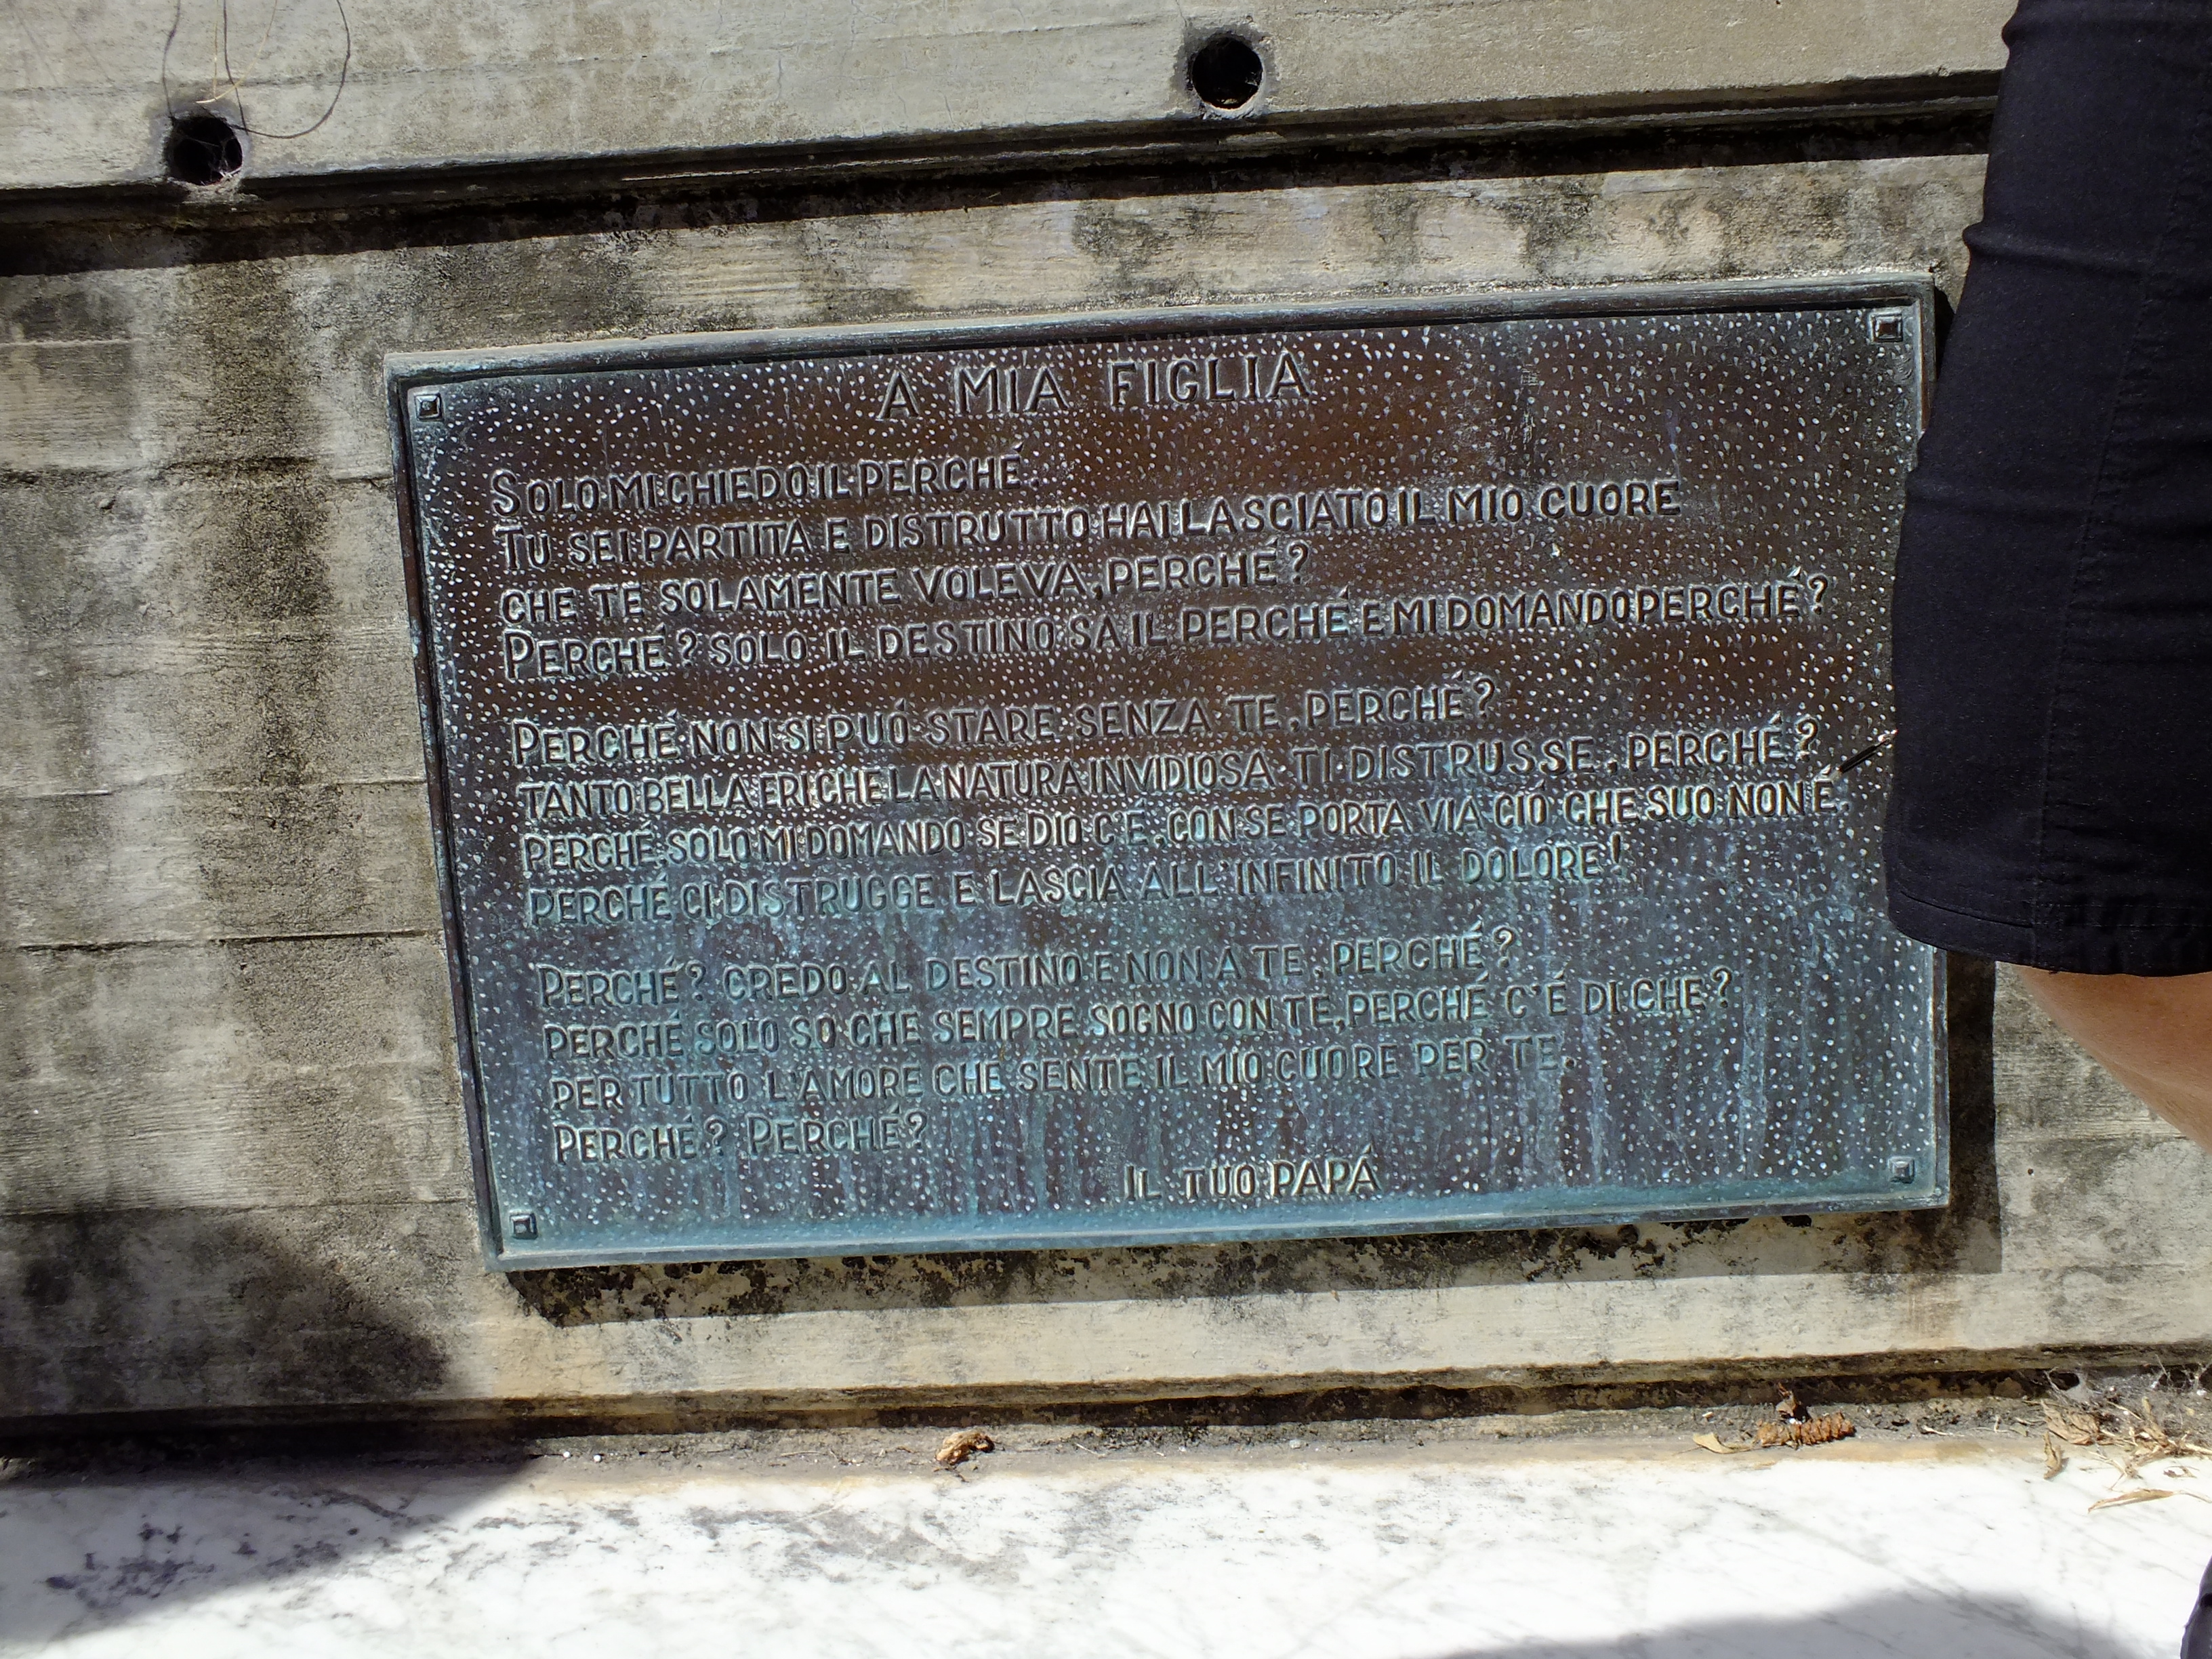 A MIA FIGLIA
SOLO MI CHIEDO IL PERCHÉ.
TU SEI PARTITA E DISTRUTTO HAI LASCIATO IL MIO CUORE
CHE TE SOLAMENTE VOLEVA, PERCHÉ?
PERCHÉ? SOLO IL DESTINO SA IL PERCHÉ E MI DOMANDO PERCHÉ?
PERCHÉ NON SI PUÓ STARE SENZA TE, PERCHÉ?
TANTO BELLA ERI CHE LA NATURA INVIDIOSA TI DISTRUSSE, PERCHÉ?
PERCHÉ SOLO MI DOMANDO SE DIO C'É, CON SE PORTA VIA CIÓ CHE SUO NON É.
PERCHÉ CI DISTRUGGE E LASCIA ALL'INFINITO IL DOLORE!
PERCHÉ? CREDO AL DESTINO E NON A TE, PERCHÉ?
PERCHÉ SOLO SO CHE SEMPRE SOGNO CON TE, PERCHÉ C'É DI CHE?
PER TUTTO L'AMORE CHE SENTE IL MIO CUORE PER TE.
PERCHÉ? PERCHÉ?
IL TUO PAPÁ